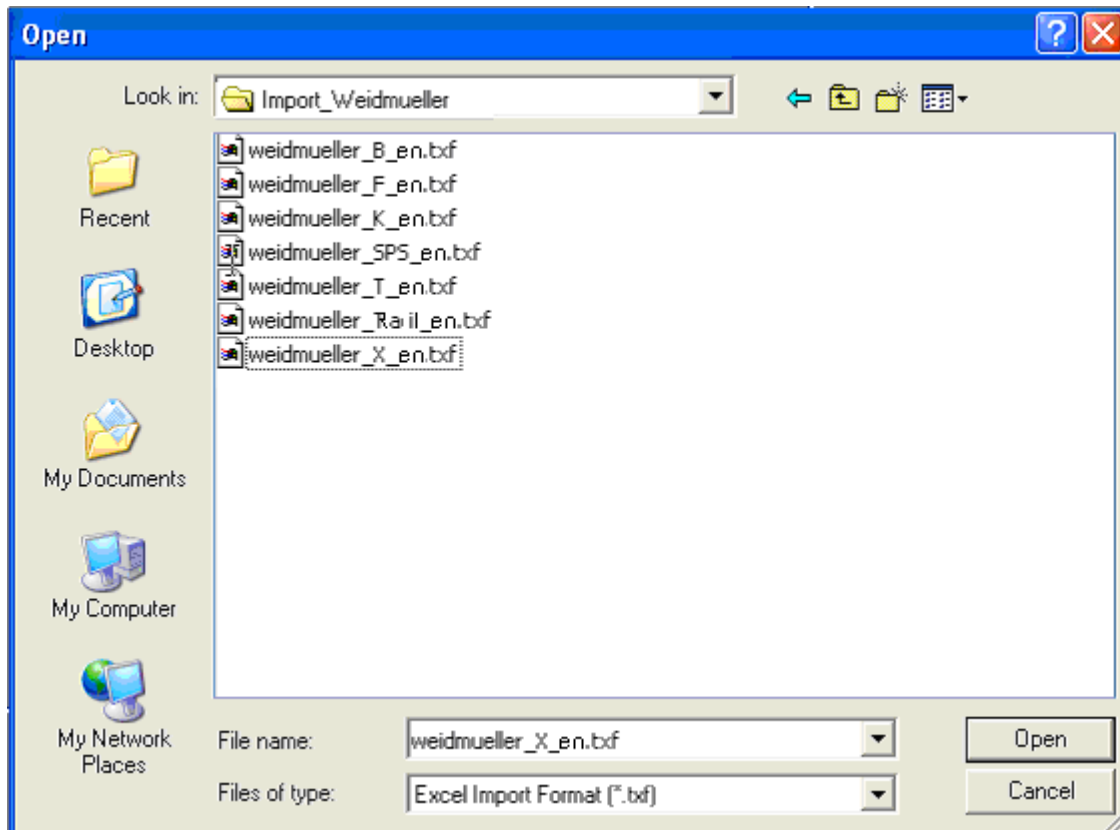 Open
Look in:
Import_Weidmueller
Recent
Desktop
My Documents
My Computer
My Network
Places
weidmueller_B_en.txf
weidmueller_F_en.txf
weidmueller_K_en.txf
weidmueller_SPS_en.txf
weidmueller_T_en.txf
weidmueller_Rail_en.txf
weidmueller_X_en.txf
File name:
weidmueller_X_en.txf
Open
Files of type:
Excel Import Format (*.txf)
Cancel